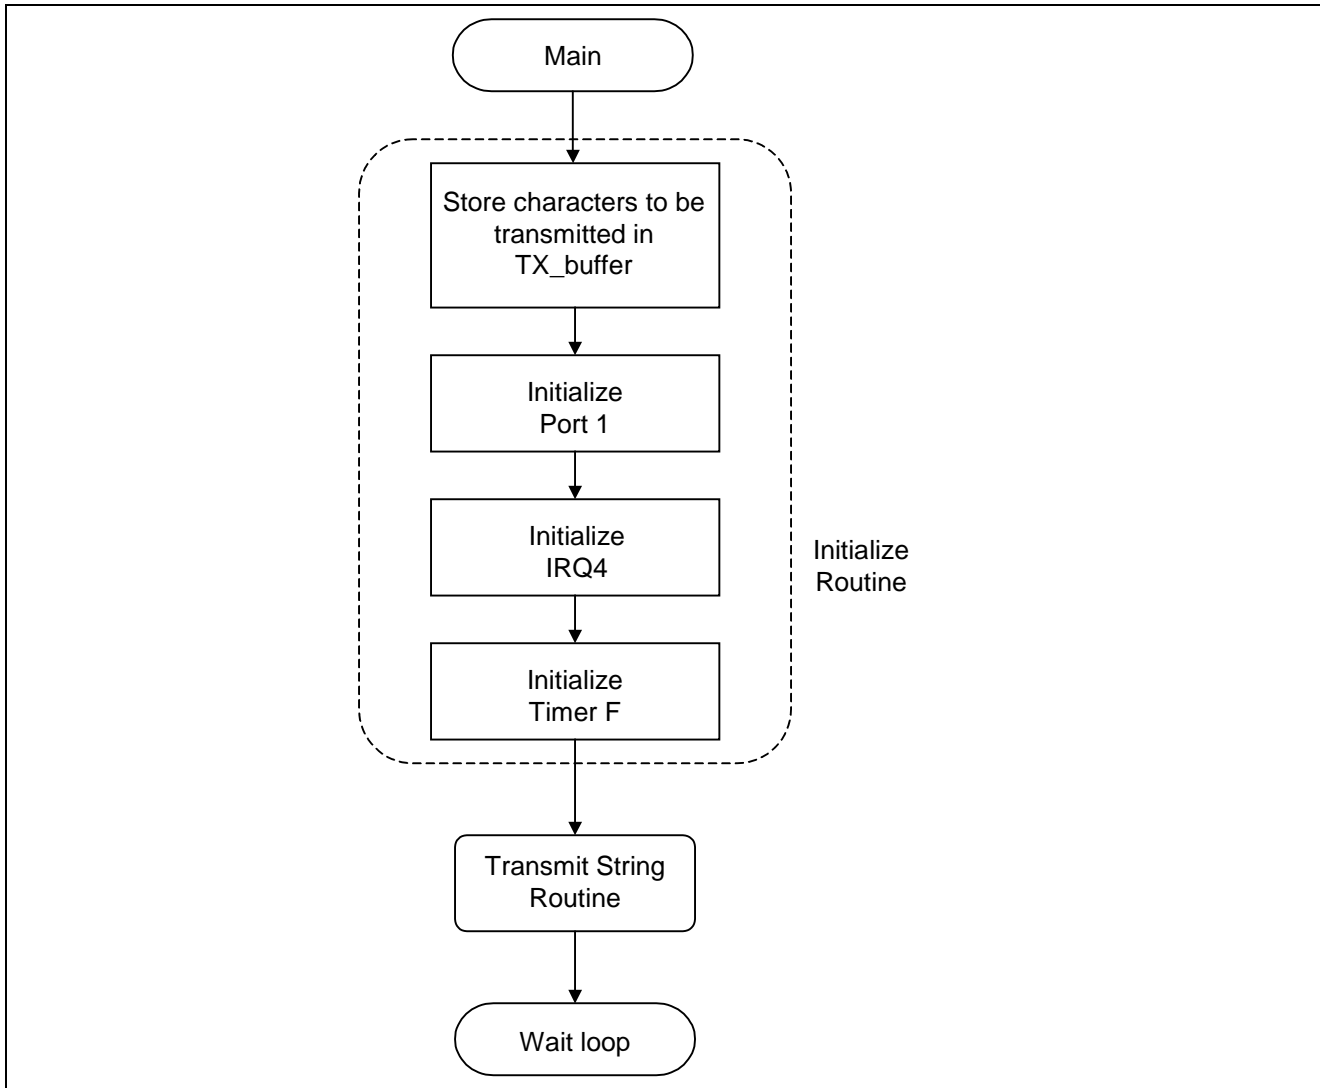 Main
Store characters to be
transmitted in
TX_buffer
Initialize
Port 1
Initialize
IRQ4
Initialize
Routine
Initialize
Timer F
Transmit String
Routine
Wait loop